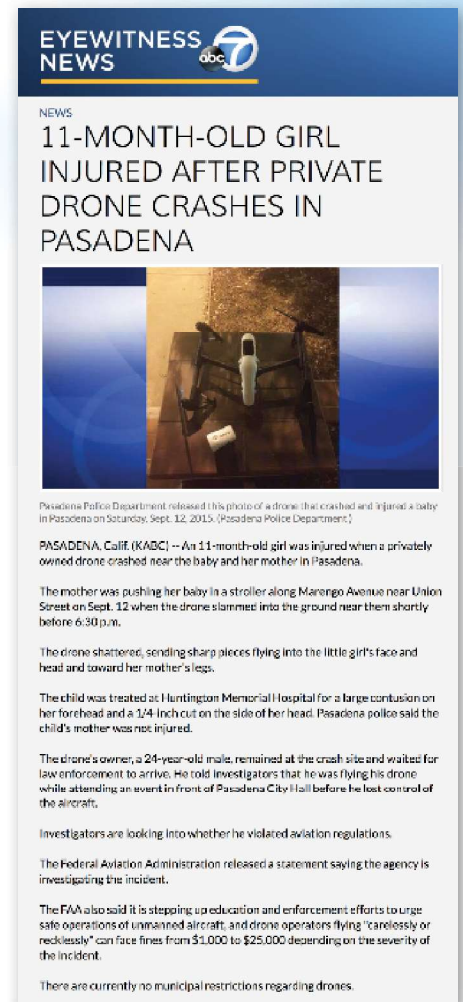 EYEWITNESS
NEWS
abc 7
NEWS
11-MONTH-OLD GIRL
INJURED AFTER PRIVATE
DRONE CRASHES IN
PASADENA
Pasadena Police Department released this photo of a drone that crashed and injured a baby
in Pasadena on Saturday, Sept. 12, 2015. (Pasadena Police Department)
PASADENA, Calif. (KABC) -- An 11-month-old girl was injured when a privately
owned drone crashed near the baby and her mother in Pasadena.
The mother was pushing her baby in a stroller along Marengo Avenue near Union
Street on Sept. 12 when the drone slammed into the ground near them shortly
before 6:30 p.m.
The drone shattered, sending sharp pieces flying into the little girl's face and
head and toward her mother's legs.
The child was treated at Huntington Memorial Hospital for a large contusion on
her forehead and a 1/4-inch cut on the side of her head. Pasadena police said the
child's mother was not injured.
The drone's owner, a 24-year-old male, remained at the crash site and waited for
law enforcement to arrive. He told investigators that he was flying his drone
while attending an event in front of Pasadena City Hall before he lost control of
the aircraft.
Investigators are looking into whether he violated aviation regulations.
The Federal Aviation Administration released a statement saying the agency is
investigating the incident.
The FAA also said it is stepping up education and enforcement efforts to urge
safe operations of unmanned aircraft, and drone operators flying "carelessly or
recklessly" can face fines from $1,000 to $25,000 depending on the severity of
the incident.
There are currently no municipal restrictions regarding drones.